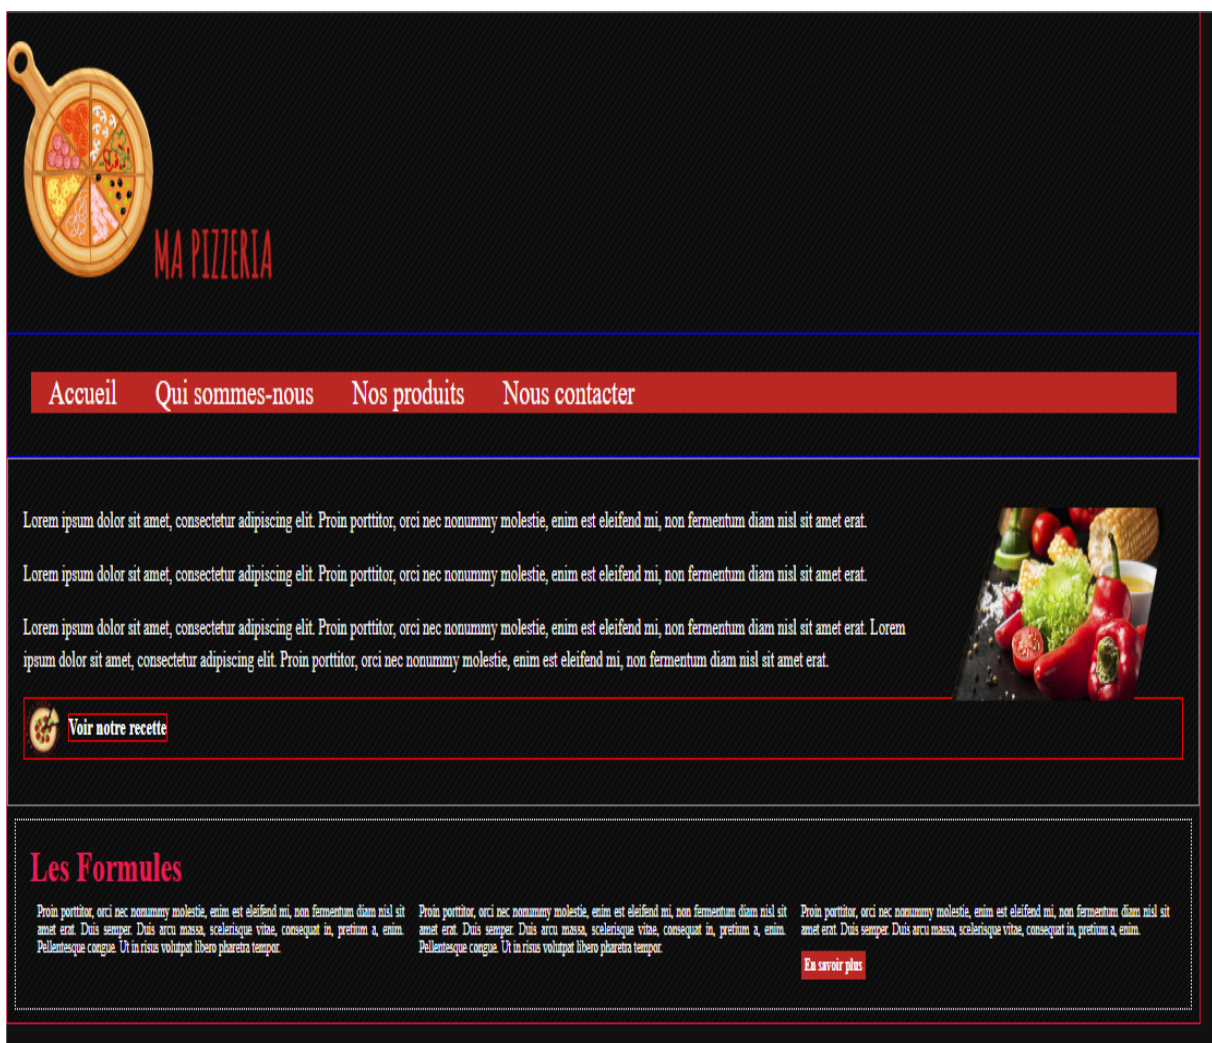 MA PIZZERIA
Accueil Qui sommes-nous Nos produits Nous contacter
Lorem ipsum dolor sit amet, consectetur adipiscing elit. Proin porttitor, orci nec nonummy molestie, enim est eleifend mi, non fermentum diam nisl sit amet erat.
Lorem ipsum dolor sit amet, consectetur adipiscing elit. Proin porttitor, orci nec nonummy molestie, enim est eleifend mi, non fermentum diam nisl sit amet erat.
Lorem ipsum dolor sit amet, consectetur adipiscing elit. Proin porttitor, orci nec nonummy molestie, enim est eleifend mi, non fermentum diam nisl sit amet erat. Lorem
ipsum dolor sit amet, consectetur adipiscing elit. Proin porttitor, orci nec nonummy molestie, enim est eleifend mi, non fermentum diam nisl sit amet erat.
Voir notre recette
Les Formules
Proin porttitor, orci nec nonummy molestie, enim est eleifend mi, non fermentum diam nisl sit
amet erat. Duis semper. Duis arcu massa, scelerisque vitae, consequat in, pretium a, enim.
Pellentesque congue. Ut in risus volutpat libero pharetra tempor.
Proin porttitor, orci nec nonummy molestie, enim est eleifend mi, non fermentum diam nisl sit
amet erat. Duis semper. Duis arcu massa, scelerisque vitae, consequat in, pretium a, enim.
Pellentesque congue. Ut in risus volutpat libero pharetra tempor.
Proin porttitor, orci nec nonummy molestie, enim est eleifend mi, non fermentum diam nisl sit
amet erat. Duis semper. Duis arcu massa, scelerisque vitae, consequat in, pretium a, enim.
En savoir plus